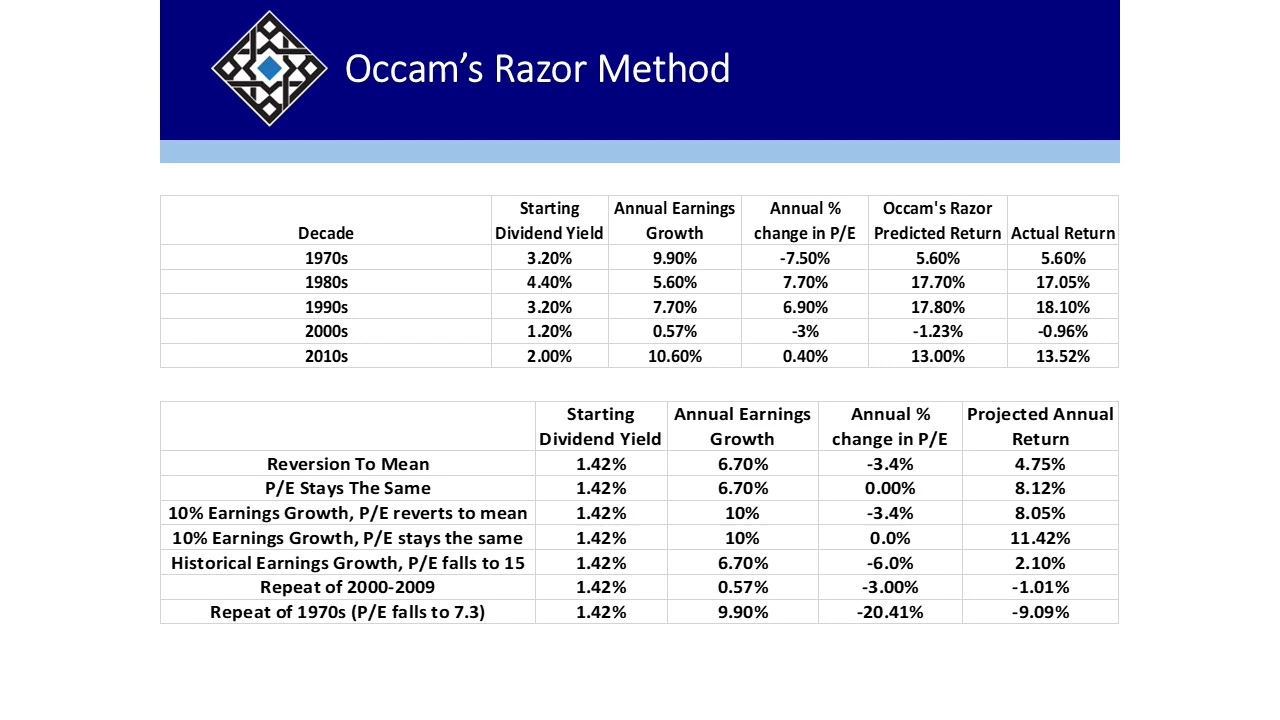 Occam’s Razor Method
Decade Starting Dividend Yield Annual Earnings Growth Annual % change in P/E Occam's Razor Predicted Return Actual Return
1970s 3.20% 9.90% -7.50% 5.60% 5.60%
1980s 4.40% 5.60% 7.70% 17.70% 17.05%
1990s 3.20% 7.70% 6.90% 17.80% 18.10%
2000s 1.20% 0.57% -3% -1.23% -0.96%
2010s 2.00% 10.60% 0.40% 13.00% 13.52%
Starting Dividend Yield Annual Earnings Growth Annual % change in P/E Projected Annual Return
Reversion To Mean 1.42% 6.70% -3.4% 4.75%
P/E Stays The Same 1.42% 6.70% 0.00% 8.12%
10% Earnings Growth, P/E reverts to mean 1.42% 10% -3.4% 8.05%
10% Earnings Growth, P/E stays the same 1.42% 10% 0.0% 11.42%
Historical Earnings Growth, P/E falls to 15 1.42% 6.70% -6.0% 2.10%
Repeat of 2000-2009 1.42% 0.57% -3.00% -1.01%
Repeat of 1970s (P/E falls to 7.3) 1.42% 9.90% -20.41% -9.09%